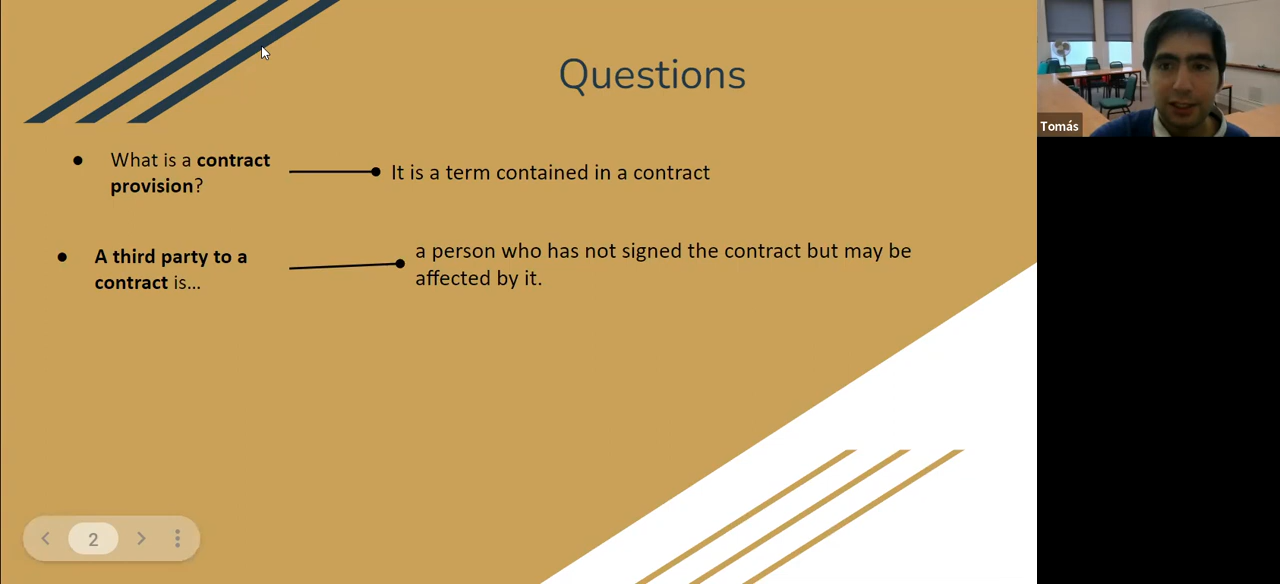 Questions
● What is a contract
provision?
It is a term contained in a contract
● A third party to a
contract is...
a person who has not signed the contract but may be
affected by it.
2
Tomás